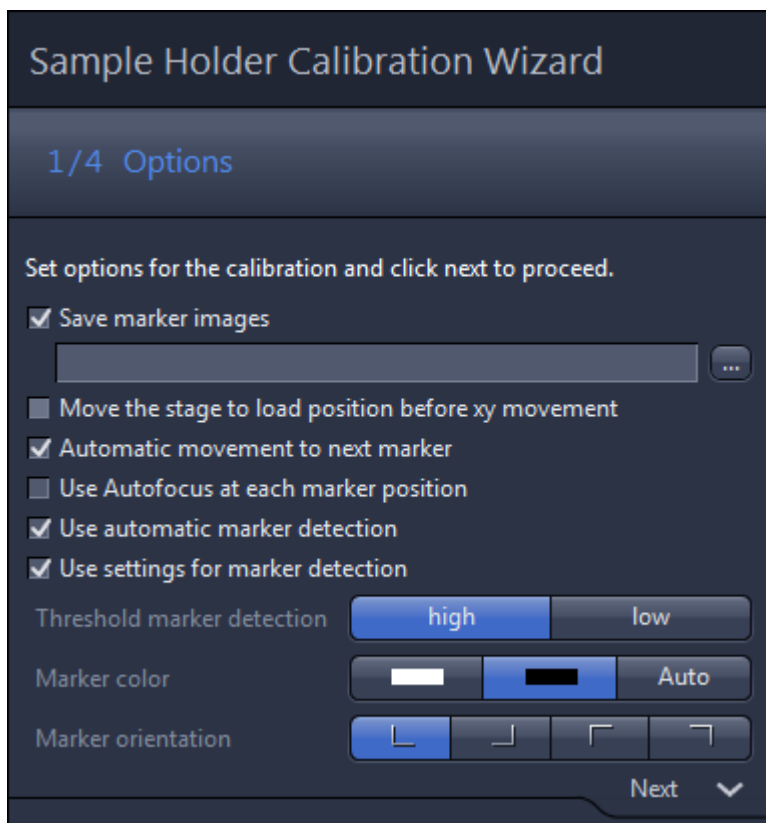 Sample Holder Calibration Wizard
1/4 Options
Set options for the calibration and click next to proceed.
Save marker images
...
Move the stage to load position before xy movement
Automatic movement to next marker
Use Autofocus at each marker position
Use automatic marker detection
Use settings for marker detection
Threshold marker detection high low
Marker color Auto
Marker orientation
Next